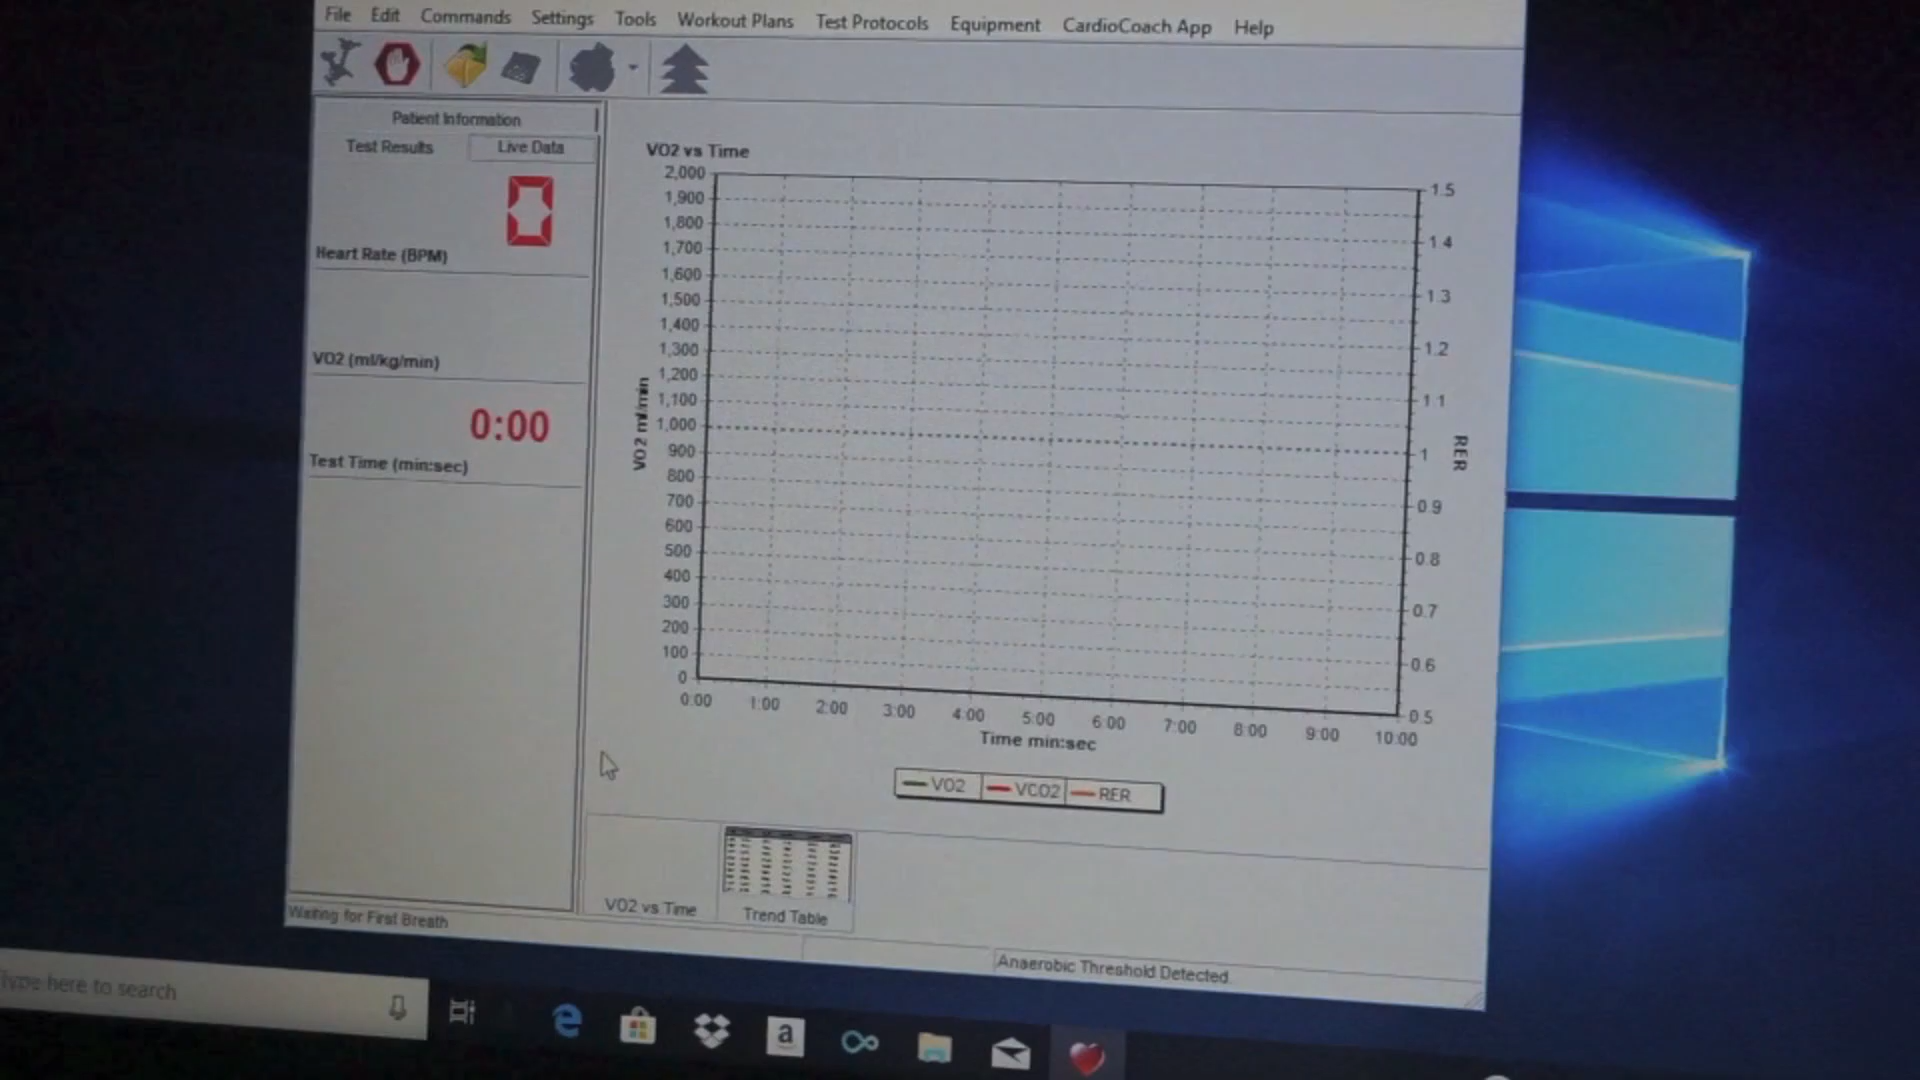 File Edit Commands Settings Tools Workout Plans Test Protocols Equipment CardioCoach App Help
Patient Information
Test Results Live Data
0
Heart Rate (BPM)
VO2 (ml/kg/min)
0:00
Test Time (min:sec)
VO2 vs Time
2,000
1,900
1,800
1,700
1,600
1,500
1,400
1,300
1,200
1,100
1,000
900
800
700
600
500
400
300
200
100
0
VO2 ml/min
1.5
1.4
1.3
1.2
1.1
1
0.9
0.8
0.7
0.6
0.5
RER
0:00 1:00 2:00 3:00 4:00 5:00 6:00 7:00 8:00 9:00 10:00
Time min:sec
VO2 VCO2 RER
VO2 vs Time Trend Table
Waiting for First Breath
Anaerobic Threshold Detected
Type here to search
a